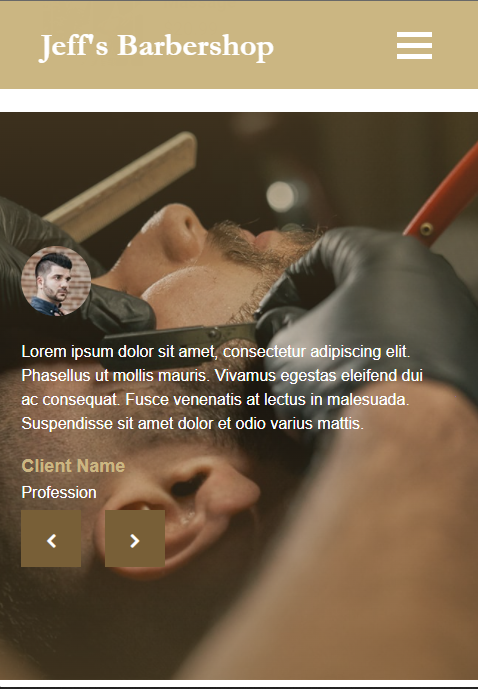 Jeff's Barbershop
Lorem ipsum dolor sit amet, consectetur adipiscing elit.
Phasellus ut mollis mauris. Vivamus egestas eleifend dui
ac consequat. Fusce venenatis at lectus in malesuada.
Suspendisse sit amet dolor et odio varius mattis.
Client Name
Profession